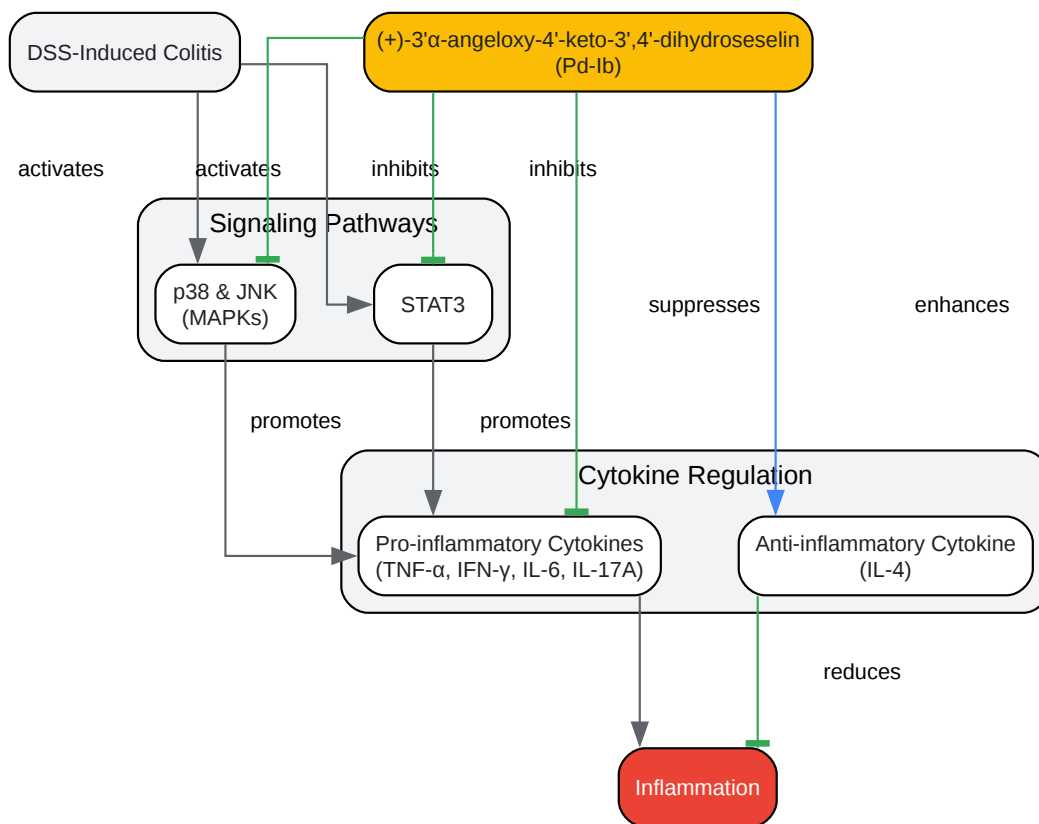 DSS-Induced Colitis
(+)-3'α-angeloxy-4'-keto-3',4'-dihydroseselin
(Pd-Ib)
activates
activates
inhibits
inhibits
Signaling Pathways
p38 & JNK
(MAPKs)
STAT3
suppresses
enhances
promotes
promotes
Cytokine Regulation
Pro-inflammatory Cytokines
(TNF-α, IFN-γ, IL-6, IL-17A)
Anti-inflammatory Cytokine
(IL-4)
reduces
Inflammation